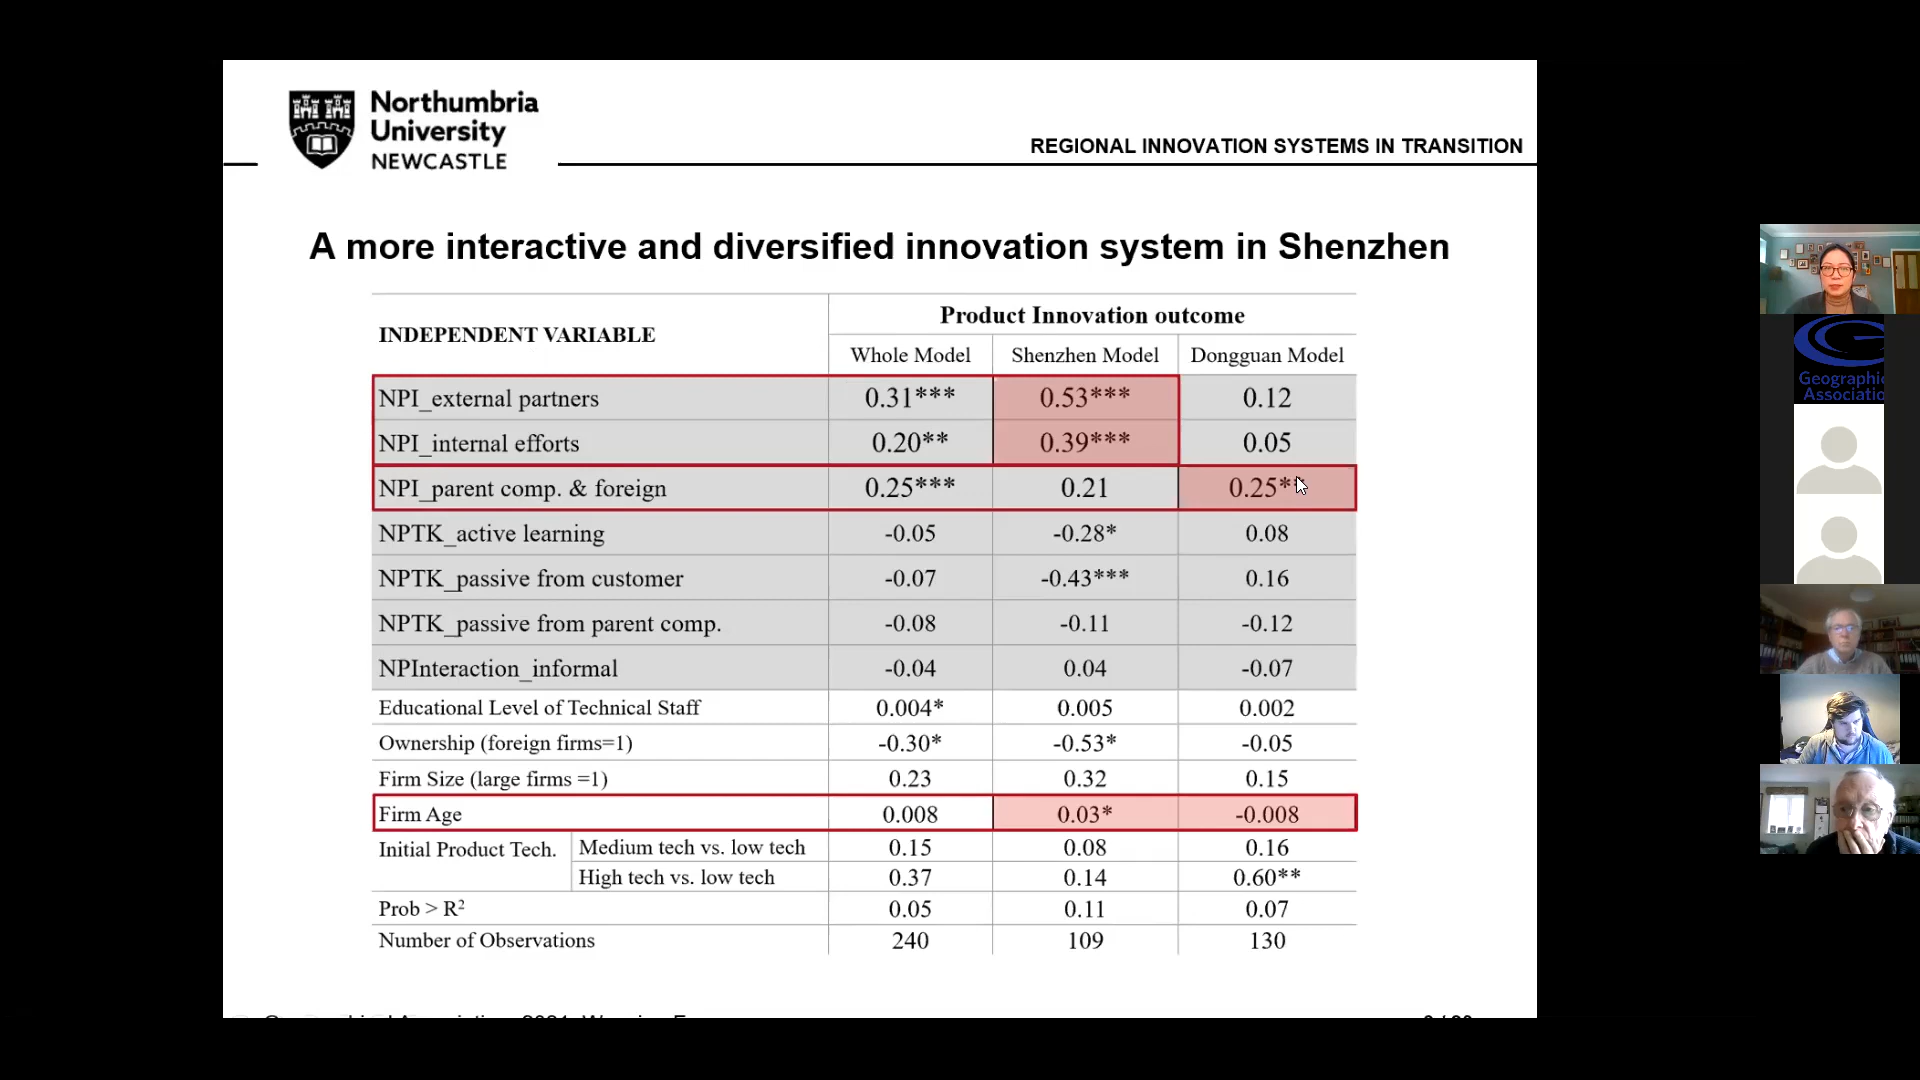 Northumbria
University
NEWCASTLE
REGIONAL INNOVATION SYSTEMS IN TRANSITION
A more interactive and diversified innovation system in Shenzhen
INDEPENDENT VARIABLE
Product Innovation outcome
Whole Model Shenzhen Model Dongguan Model
NPI_external partners 0.31*** 0.53*** 0.12
NPI_internal efforts 0.20** 0.39*** 0.05
NPI_parent comp. & foreign 0.25*** 0.21 0.25**
NPTK_active learning -0.05 -0.28* 0.08
NPTK_passive from customer -0.07 -0.43*** 0.16
NPTK_passive from parent comp. -0.08 -0.11 -0.12
NPInteraction_informal -0.04 0.04 -0.07
Educational Level of Technical Staff 0.004* 0.005 0.002
Ownership (foreign firms=1) -0.30* -0.53* -0.05
Firm Size (large firms =1) 0.23 0.32 0.15
Firm Age 0.008 0.03* -0.008
Initial Product Tech. Medium tech vs. low tech 0.15 0.08 0.16
High tech vs. low tech 0.37 0.14 0.60**
Prob > R² 0.05 0.11 0.07
Number of Observations 240 109 130
Geographic
Associatio